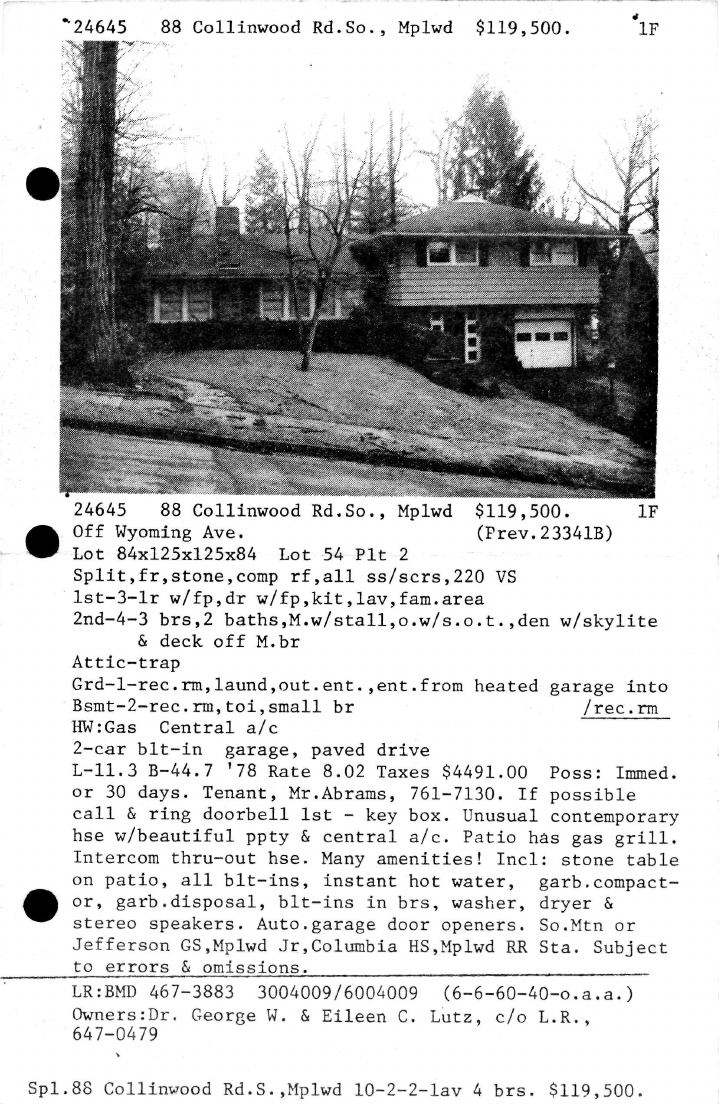 24645 88 Collinwood Rd.So., Mplwd $119,500. 1F
24645 88 Collinwood Rd.So., Mplwd $119,500. 1F
Off Wyoming Ave. (Prev.23341B)
Lot 84x125x125x84 Lot 54 Plt 2
Split,fr,stone,comp rf,all ss/scrs,220 VS
1st-3-lr w/fp,dr w/fp,kit,lav,fam.area
2nd-4-3 brs,2 baths,M.w/stall,o.w/s.o.t.,den w/skylite
& deck off M.br
Attic-trap
Grd-1-rec.rm,laund,out.ent.,ent.from heated garage into
Bsmt-2-rec.rm,toi,small br /rec.rm
HW:Gas Central a/c
2-car blt-in garage, paved drive
L-11.3 B-44.7 '78 Rate 8.02 Taxes $4491.00 Poss: Immed.
or 30 days. Tenant, Mr.Abrams, 761-7130. If possible
call & ring doorbell 1st - key box. Unusual contemporary
hse w/beautiful ppty & central a/c. Patio has gas grill.
Intercom thru-out hse. Many amenities! Incl: stone table
on patio, all blt-ins, instant hot water, garb.compact-
or, garb.disposal, blt-ins in brs, washer, dryer &
stereo speakers. Auto.garage door openers. So.Mtn or
Jefferson GS,Mplwd Jr,Columbia HS,Mplwd RR Sta. Subject
to errors & omissions.
LR:BMD 467-3883 3004009/6004009 (6-6-60-40-o.a.a.)
Owners:Dr. George W. & Eileen C. Lutz, c/o L.R.,
647-0479
Spl.88 Collinwood Rd.S.,Mplwd 10-2-2-lav 4 brs. $119,500.